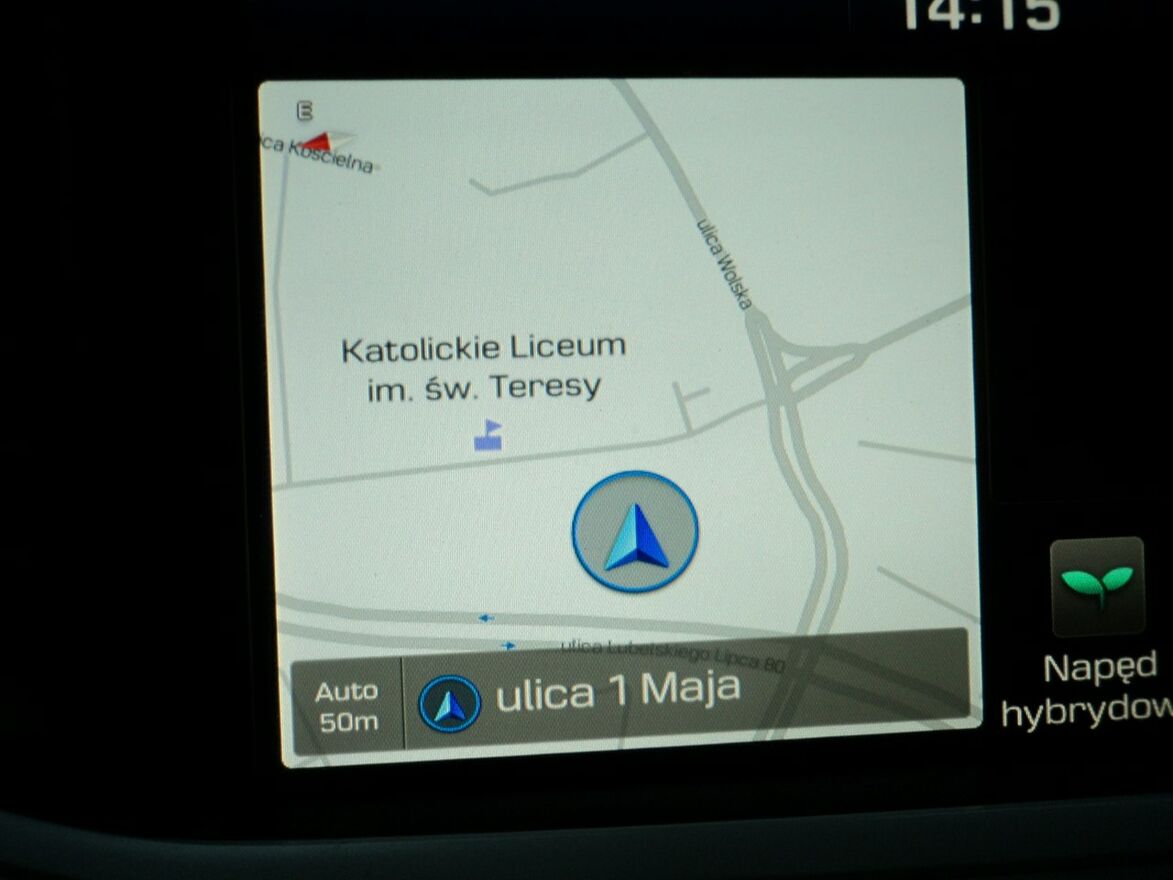 14:15
E
ca Kościelna
ulica Wolska
Katolickie Liceum
im. św. Teresy
ulica Lubelskiego Lipca 80
Auto
50m
ulica 1 Maja
Napęd
hybrydow